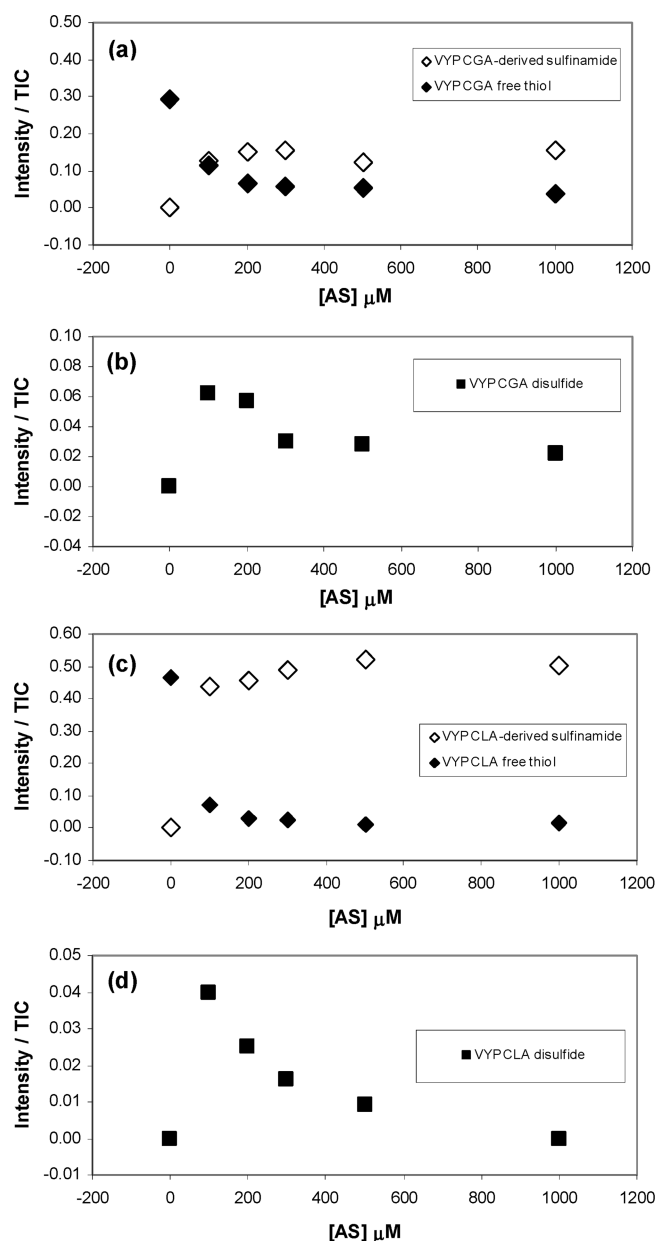 (a)
VYPCGA-derived sulfinamide
VYPCGA free thiol
Intensity / TIC
0.50
0.40
0.30
0.20
0.10
0.00
-0.10
-200 0 200 400 600 800 1000 1200
[AS] μM
(b)
VYPCGA disulfide
Intensity / TIC
0.10
0.08
0.06
0.04
0.02
0.00
-0.02
-0.04
-200 0 200 400 600 800 1000 1200
[AS] μM
(c)
VYPCLA-derived sulfinamide
VYPCLA free thiol
Intensity / TIC
0.60
0.50
0.40
0.30
0.20
0.10
0.00
-0.10
-200 0 200 400 600 800 1000 1200
[AS] μM
(d)
VYPCLA disulfide
Intensity / TIC
0.05
0.04
0.03
0.02
0.01
0.00
-0.01
-200 0 200 400 600 800 1000 1200
[AS] μM